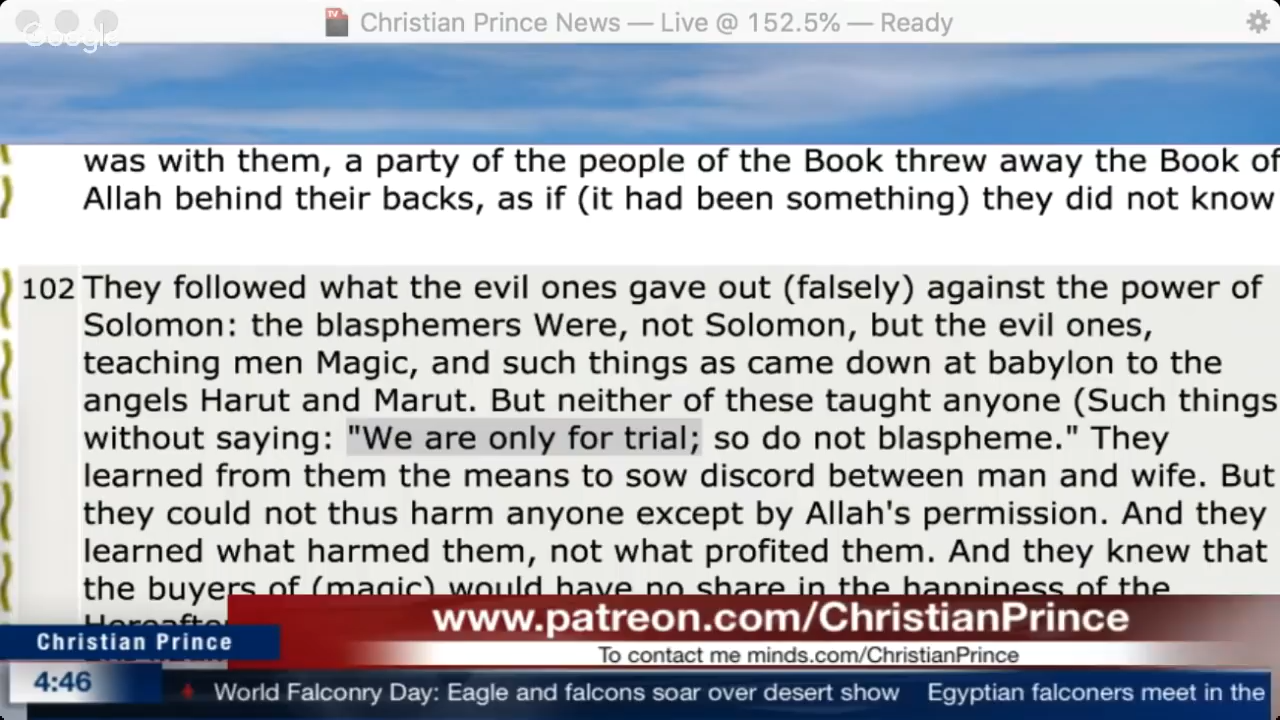 Christian Prince News — Live @ 152.5% — Ready
Google
was with them, a party of the people of the Book threw away the Book of
Allah behind their backs, as if (it had been something) they did not know
102 They followed what the evil ones gave out (falsely) against the power of
Solomon: the blasphemers Were, not Solomon, but the evil ones,
teaching men Magic, and such things as came down at babylon to the
angels Harut and Marut. But neither of these taught anyone (Such things
without saying: "We are only for trial; so do not blaspheme." They
learned from them the means to sow discord between man and wife. But
they could not thus harm anyone except by Allah's permission. And they
learned what harmed them, not what profited them. And they knew that
the buyers of (magic) would have no share in the happiness of the
www.patreon.com/ChristianPrince
Christian Prince
To contact me minds.com/ChristianPrince
4:46
World Falconry Day: Eagle and falcons soar over desert show Egyptian falconers meet in the